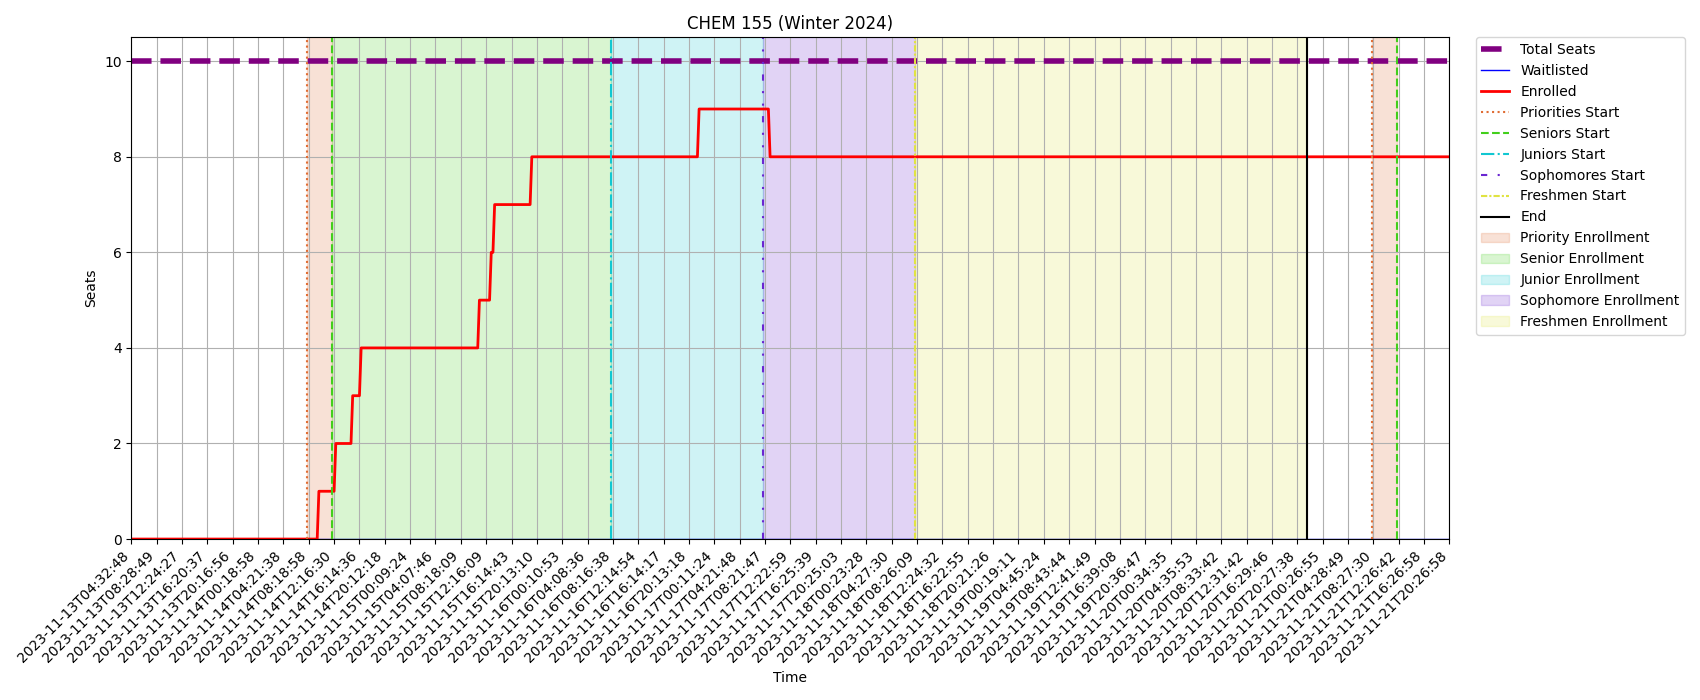 CHEM 155 (Winter 2024)
10
8
6
4
2
0
Seats
2023-11-13T04:32:48
2023-11-13T08:28:49
2023-11-13T12:24:27
2023-11-13T16:20:37
2023-11-13T20:16:56
2023-11-14T00:18:58
2023-11-14T04:21:38
2023-11-14T08:18:58
2023-11-14T12:16:30
2023-11-14T16:14:36
2023-11-14T20:12:18
2023-11-15T00:09:24
2023-11-15T04:07:46
2023-11-15T08:18:09
2023-11-15T12:16:09
2023-11-15T16:14:43
2023-11-15T20:13:10
2023-11-16T00:10:53
2023-11-16T04:08:36
2023-11-16T08:16:38
2023-11-16T12:14:54
2023-11-16T16:14:17
2023-11-16T20:13:18
2023-11-17T00:11:24
2023-11-17T04:21:48
2023-11-17T08:21:47
2023-11-17T12:22:59
2023-11-17T16:25:39
2023-11-17T20:25:03
2023-11-18T00:23:28
2023-11-18T04:27:30
2023-11-18T08:26:09
2023-11-18T12:24:32
2023-11-18T16:22:55
2023-11-18T20:21:26
2023-11-19T00:19:11
2023-11-19T04:45:24
2023-11-19T08:43:44
2023-11-19T12:41:49
2023-11-19T16:39:08
2023-11-19T20:36:47
2023-11-20T00:34:35
2023-11-20T04:35:53
2023-11-20T08:33:42
2023-11-20T12:31:42
2023-11-20T16:29:46
2023-11-20T20:27:38
2023-11-21T00:26:55
2023-11-21T04:28:49
2023-11-21T08:27:30
2023-11-21T12:26:42
2023-11-21T16:26:58
2023-11-21T20:26:58
Time
Total Seats
Waitlisted
Enrolled
Priorities Start
Seniors Start
Juniors Start
Sophomores Start
Freshmen Start
End
Priority Enrollment
Senior Enrollment
Junior Enrollment
Sophomore Enrollment
Freshmen Enrollment